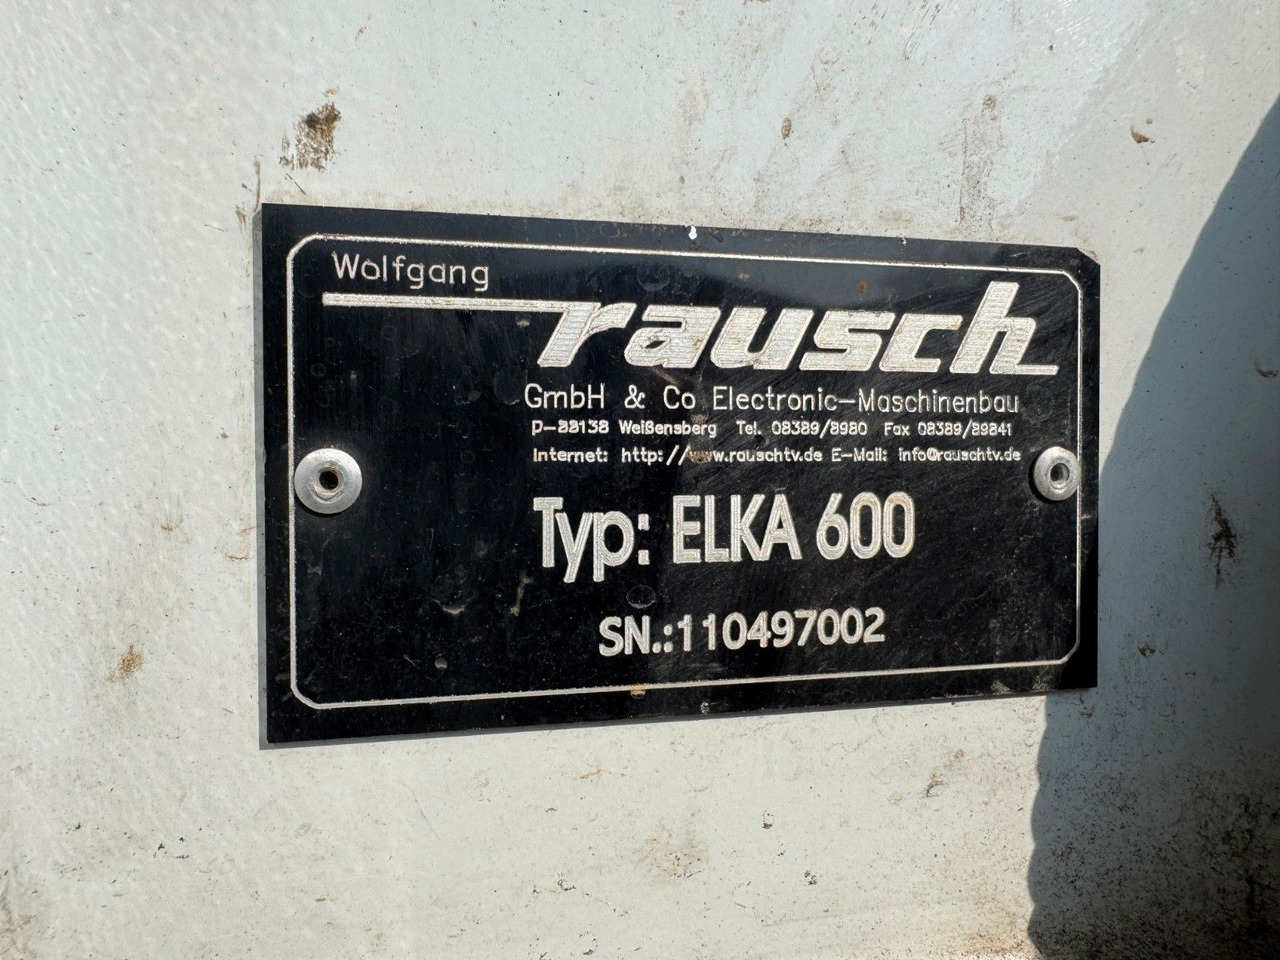 Wolfgang
rausch
GmbH & Co Electronic-Maschinenbau
D-88138 Weißensberg Tel. 08389/8980 Fax 08389/89841
Internet: http://www.rauschtv.de E-Mail: info@rauschtv.de
Typ: ELKA 600
SN.:110497002